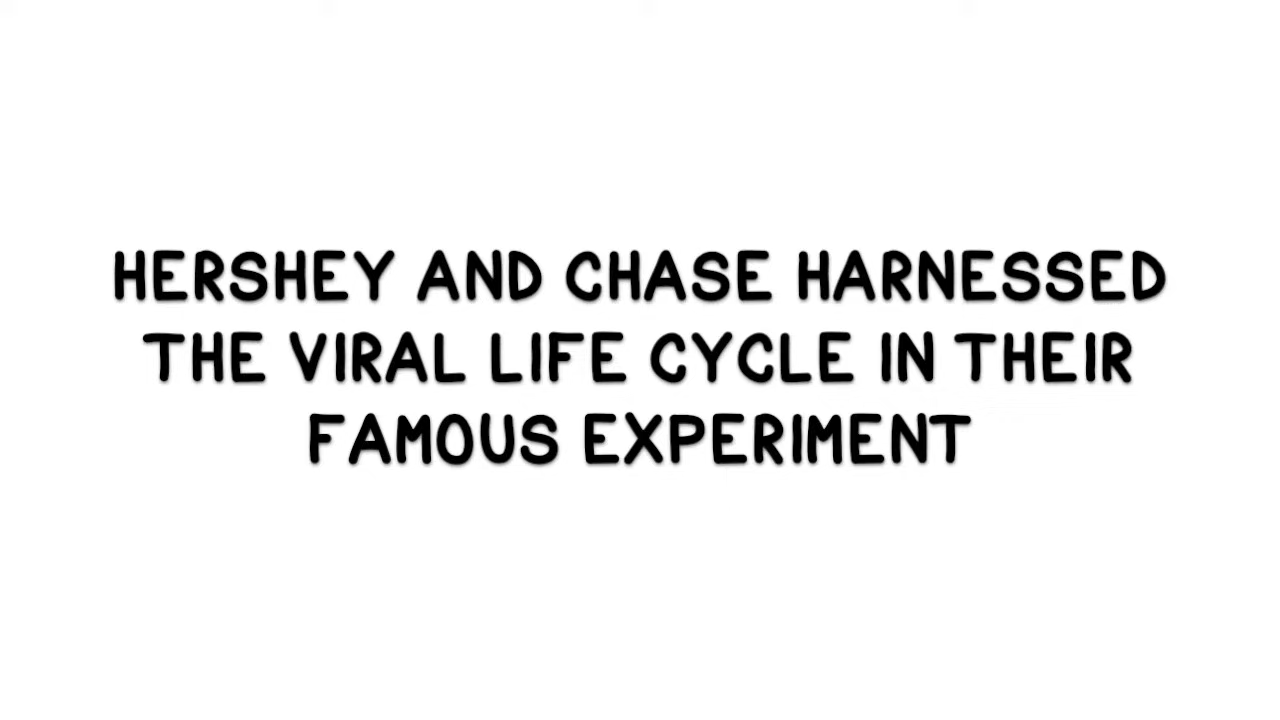 HERSHEY AND CHASE HARNESSED
THE VIRAL LIFE CYCLE IN THEIR
FAMOUS EXPERIMENT